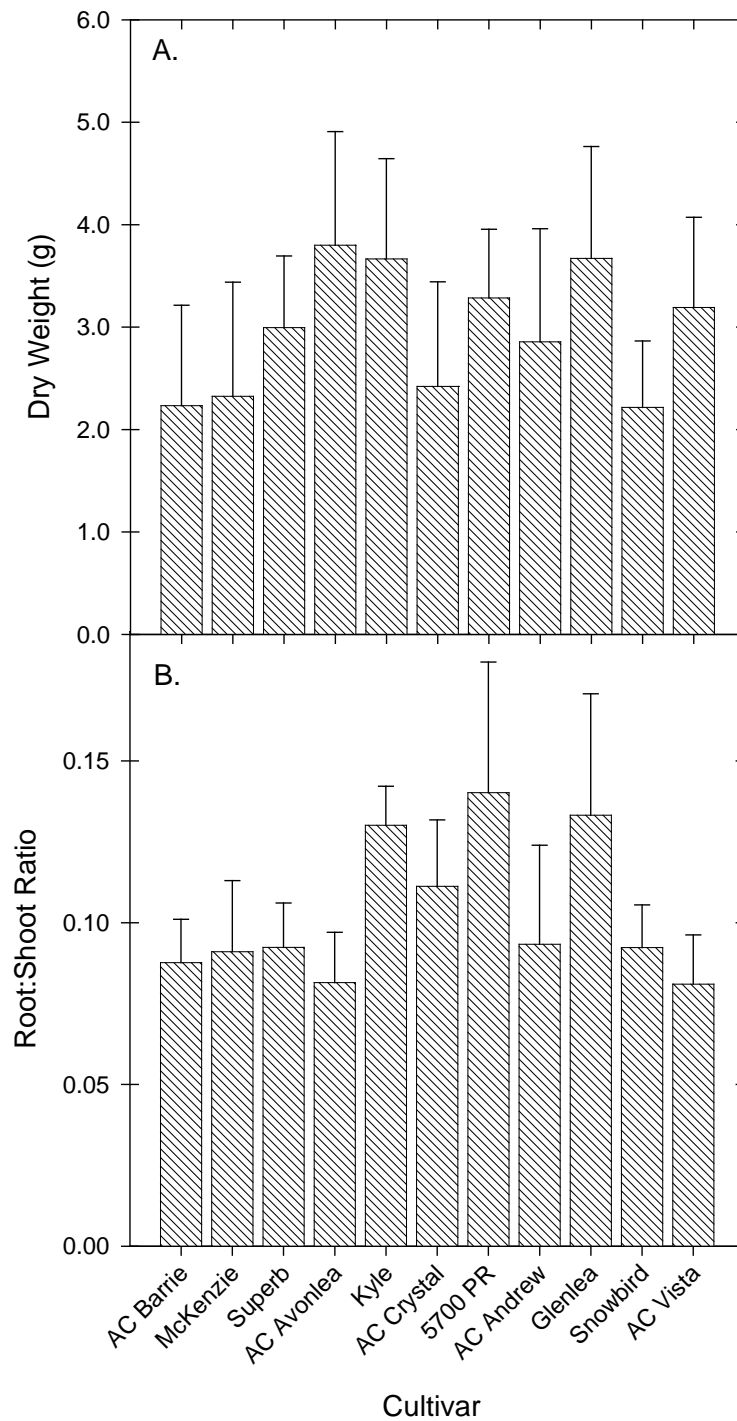 A.
6.0
5.0
4.0
3.0
2.0
1.0
0.0
Dry Weight (g)
B.
0.15
0.10
0.05
0.00
Root:Shoot Ratio
AC Barrie
McKenzie
Superb
AC Avonlea
Kyle
AC Crystal
5700 PR
AC Andrew
Glenlea
Snowbird
AC Vista
Cultivar